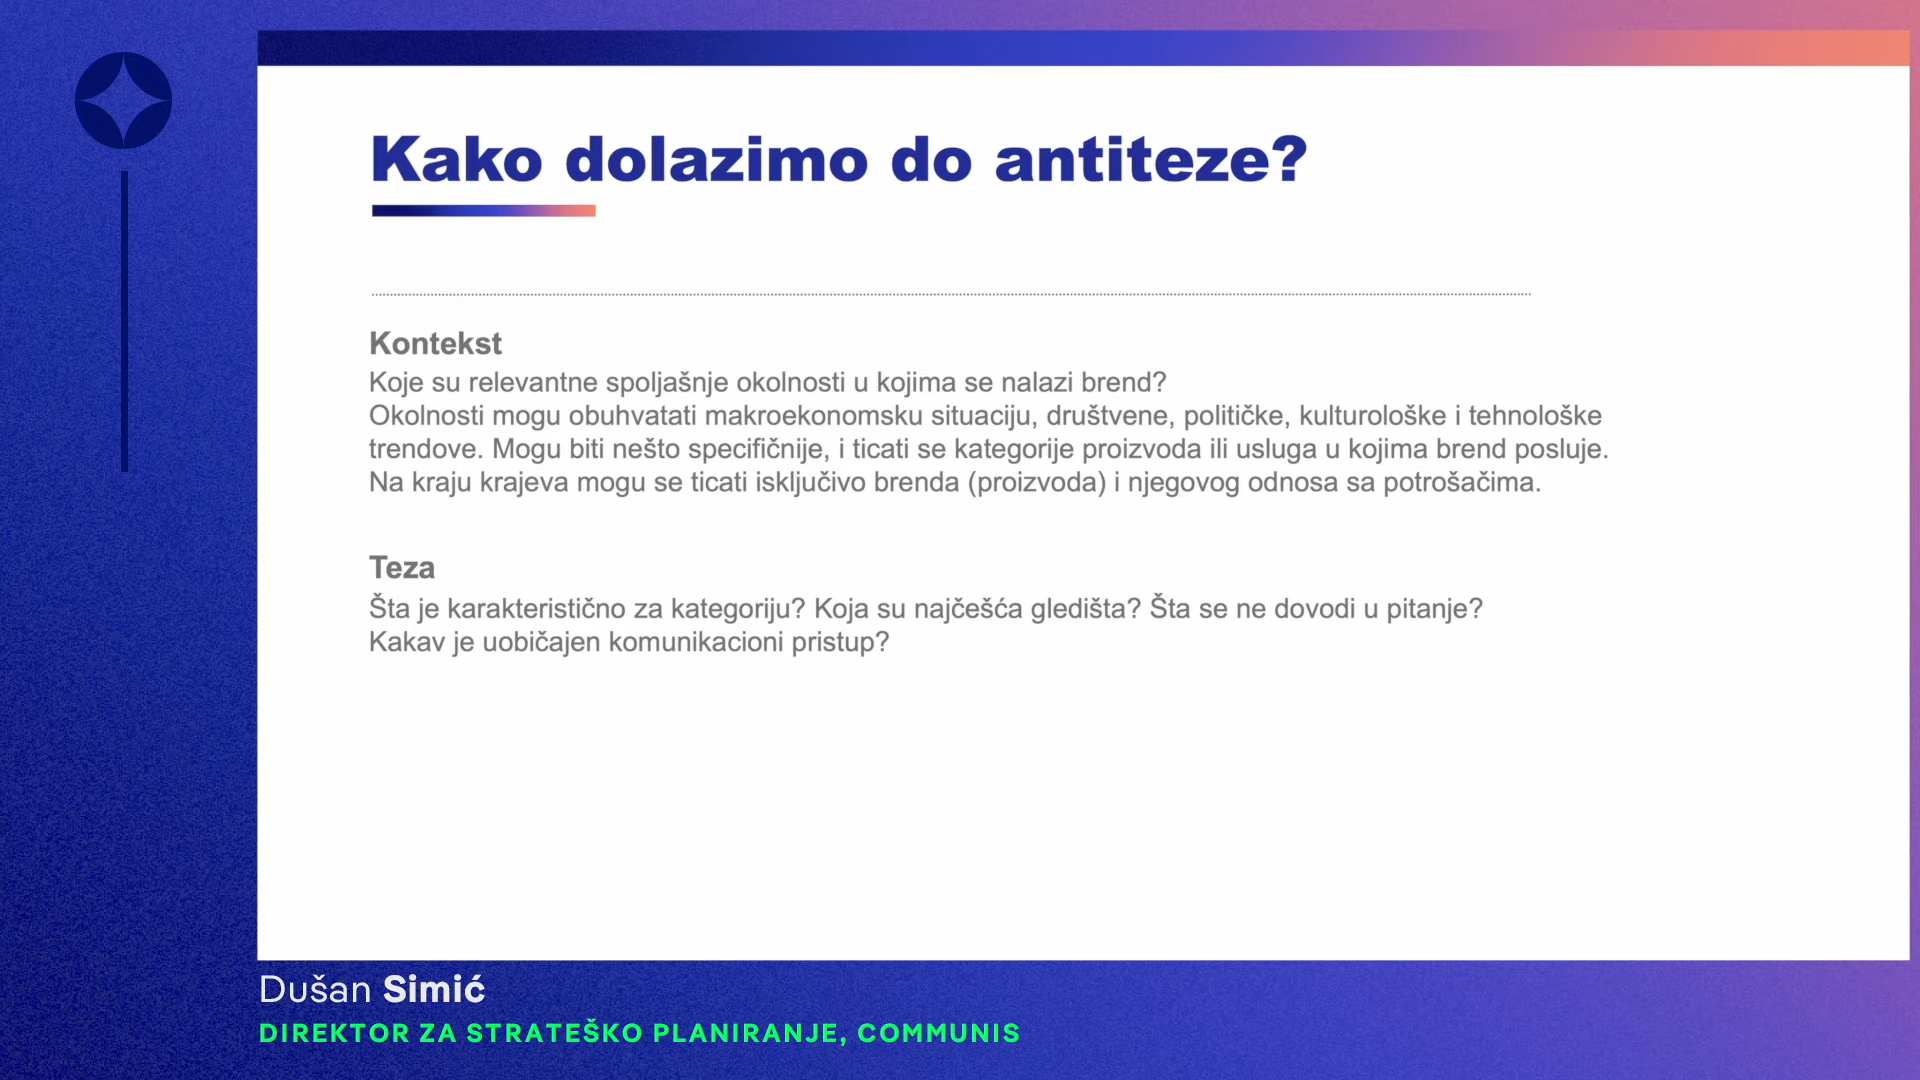 Kako dolazimo do antiteze?
Kontekst
Koje su relevantne spoljašnje okolnosti u kojima se nalazi brend?
Okolnosti mogu obuhvatati makroekonomsku situaciju, društvene, političke, kulturološke i tehnološke
trendove. Mogu biti nešto specifičnije, i ticati se kategorije proizvoda ili usluga u kojima brend posluje.
Na kraju krajeva mogu se ticati isključivo brenda (proizvoda) i njegovog odnosa sa potrošačima.
Teza
Šta je karakteristično za kategoriju? Koja su najčešća gledišta? Šta se ne dovodi u pitanje?
Kakav je uobičajen komunikacioni pristup?
Dušan Simić
DIREKTOR ZA STRATEŠKO PLANIRANJE, COMMUNIS